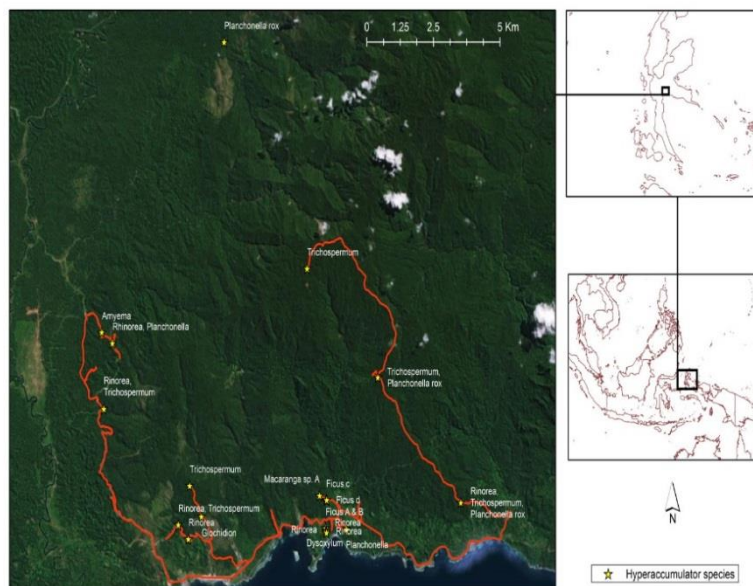 Planchonella rox
0 1.25 2.5 5 Km
Trichospermum
Amyema
Rhinorea, Planchonella
Trichospermum,
Planchonella rox
Rinorea,
Trichospermum
Trichospermum
Macaranga sp. A
Ficus c
Ficus d
Rinorea,
Trichospermum,
Planchonella rox
Rinorea, Trichospermum
Ficus A & B
Rinorea
Rinorea
Glochidion
Rinorea
Rinorea
Dysoxylum
Planchonella
N
Hyperaccumulator species